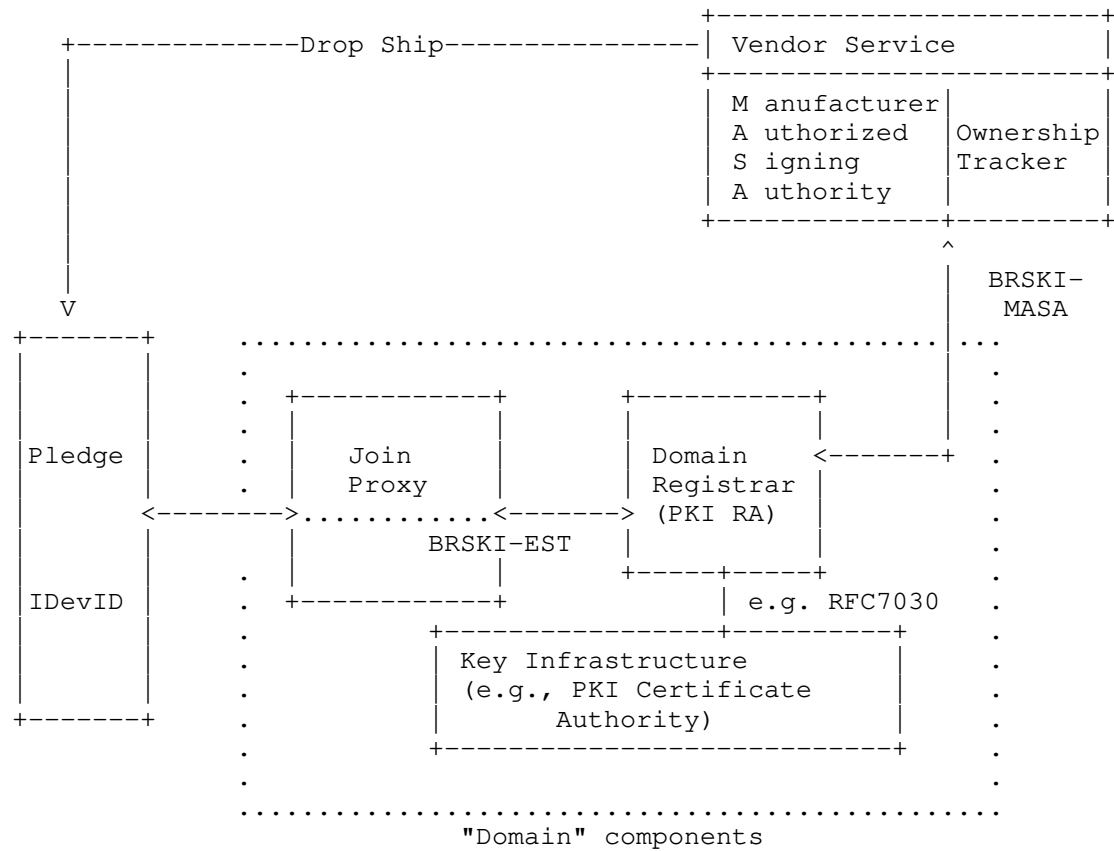 Drop Ship
Vendor Service
M anufacturer
A uthorized Ownership
S igning Tracker
A uthority
BRSKI-
V MASA
Pledge Join Domain
Proxy Registrar
(PKI RA)
BRSKI-EST
IDevID e.g. RFC7030
Key Infrastructure
(e.g., PKI Certificate
Authority)
"Domain" components